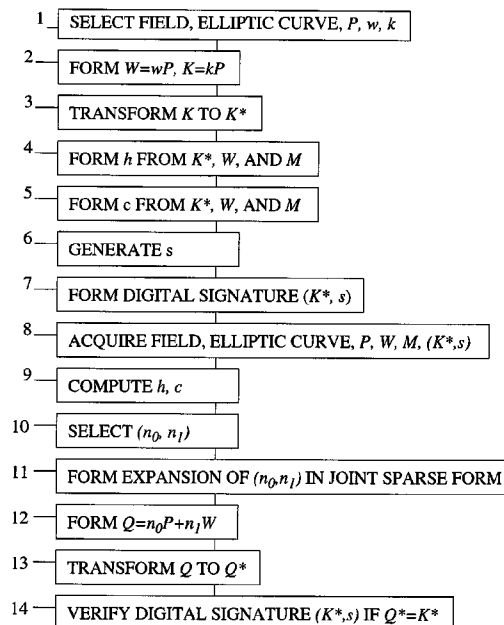 1 SELECT FIELD, ELLIPTIC CURVE, P, w, k
2 FORM W=wP, K=kP
3 TRANSFORM K TO K*
4 FORM h FROM K*, W, AND M
5 FORM c FROM K*, W, AND M
6 GENERATE s
7 FORM DIGITAL SIGNATURE (K*, s)
8 ACQUIRE FIELD, ELLIPTIC CURVE, P, W, M, (K*,s)
9 COMPUTE h, c
10 SELECT (n0, n1)
11 FORM EXPANSION OF (n0,n1) IN JOINT SPARSE FORM
12 FORM Q=n0P+n1W
13 TRANSFORM Q TO Q*
14 VERIFY DIGITAL SIGNATURE (K*,s) IF Q*=K*